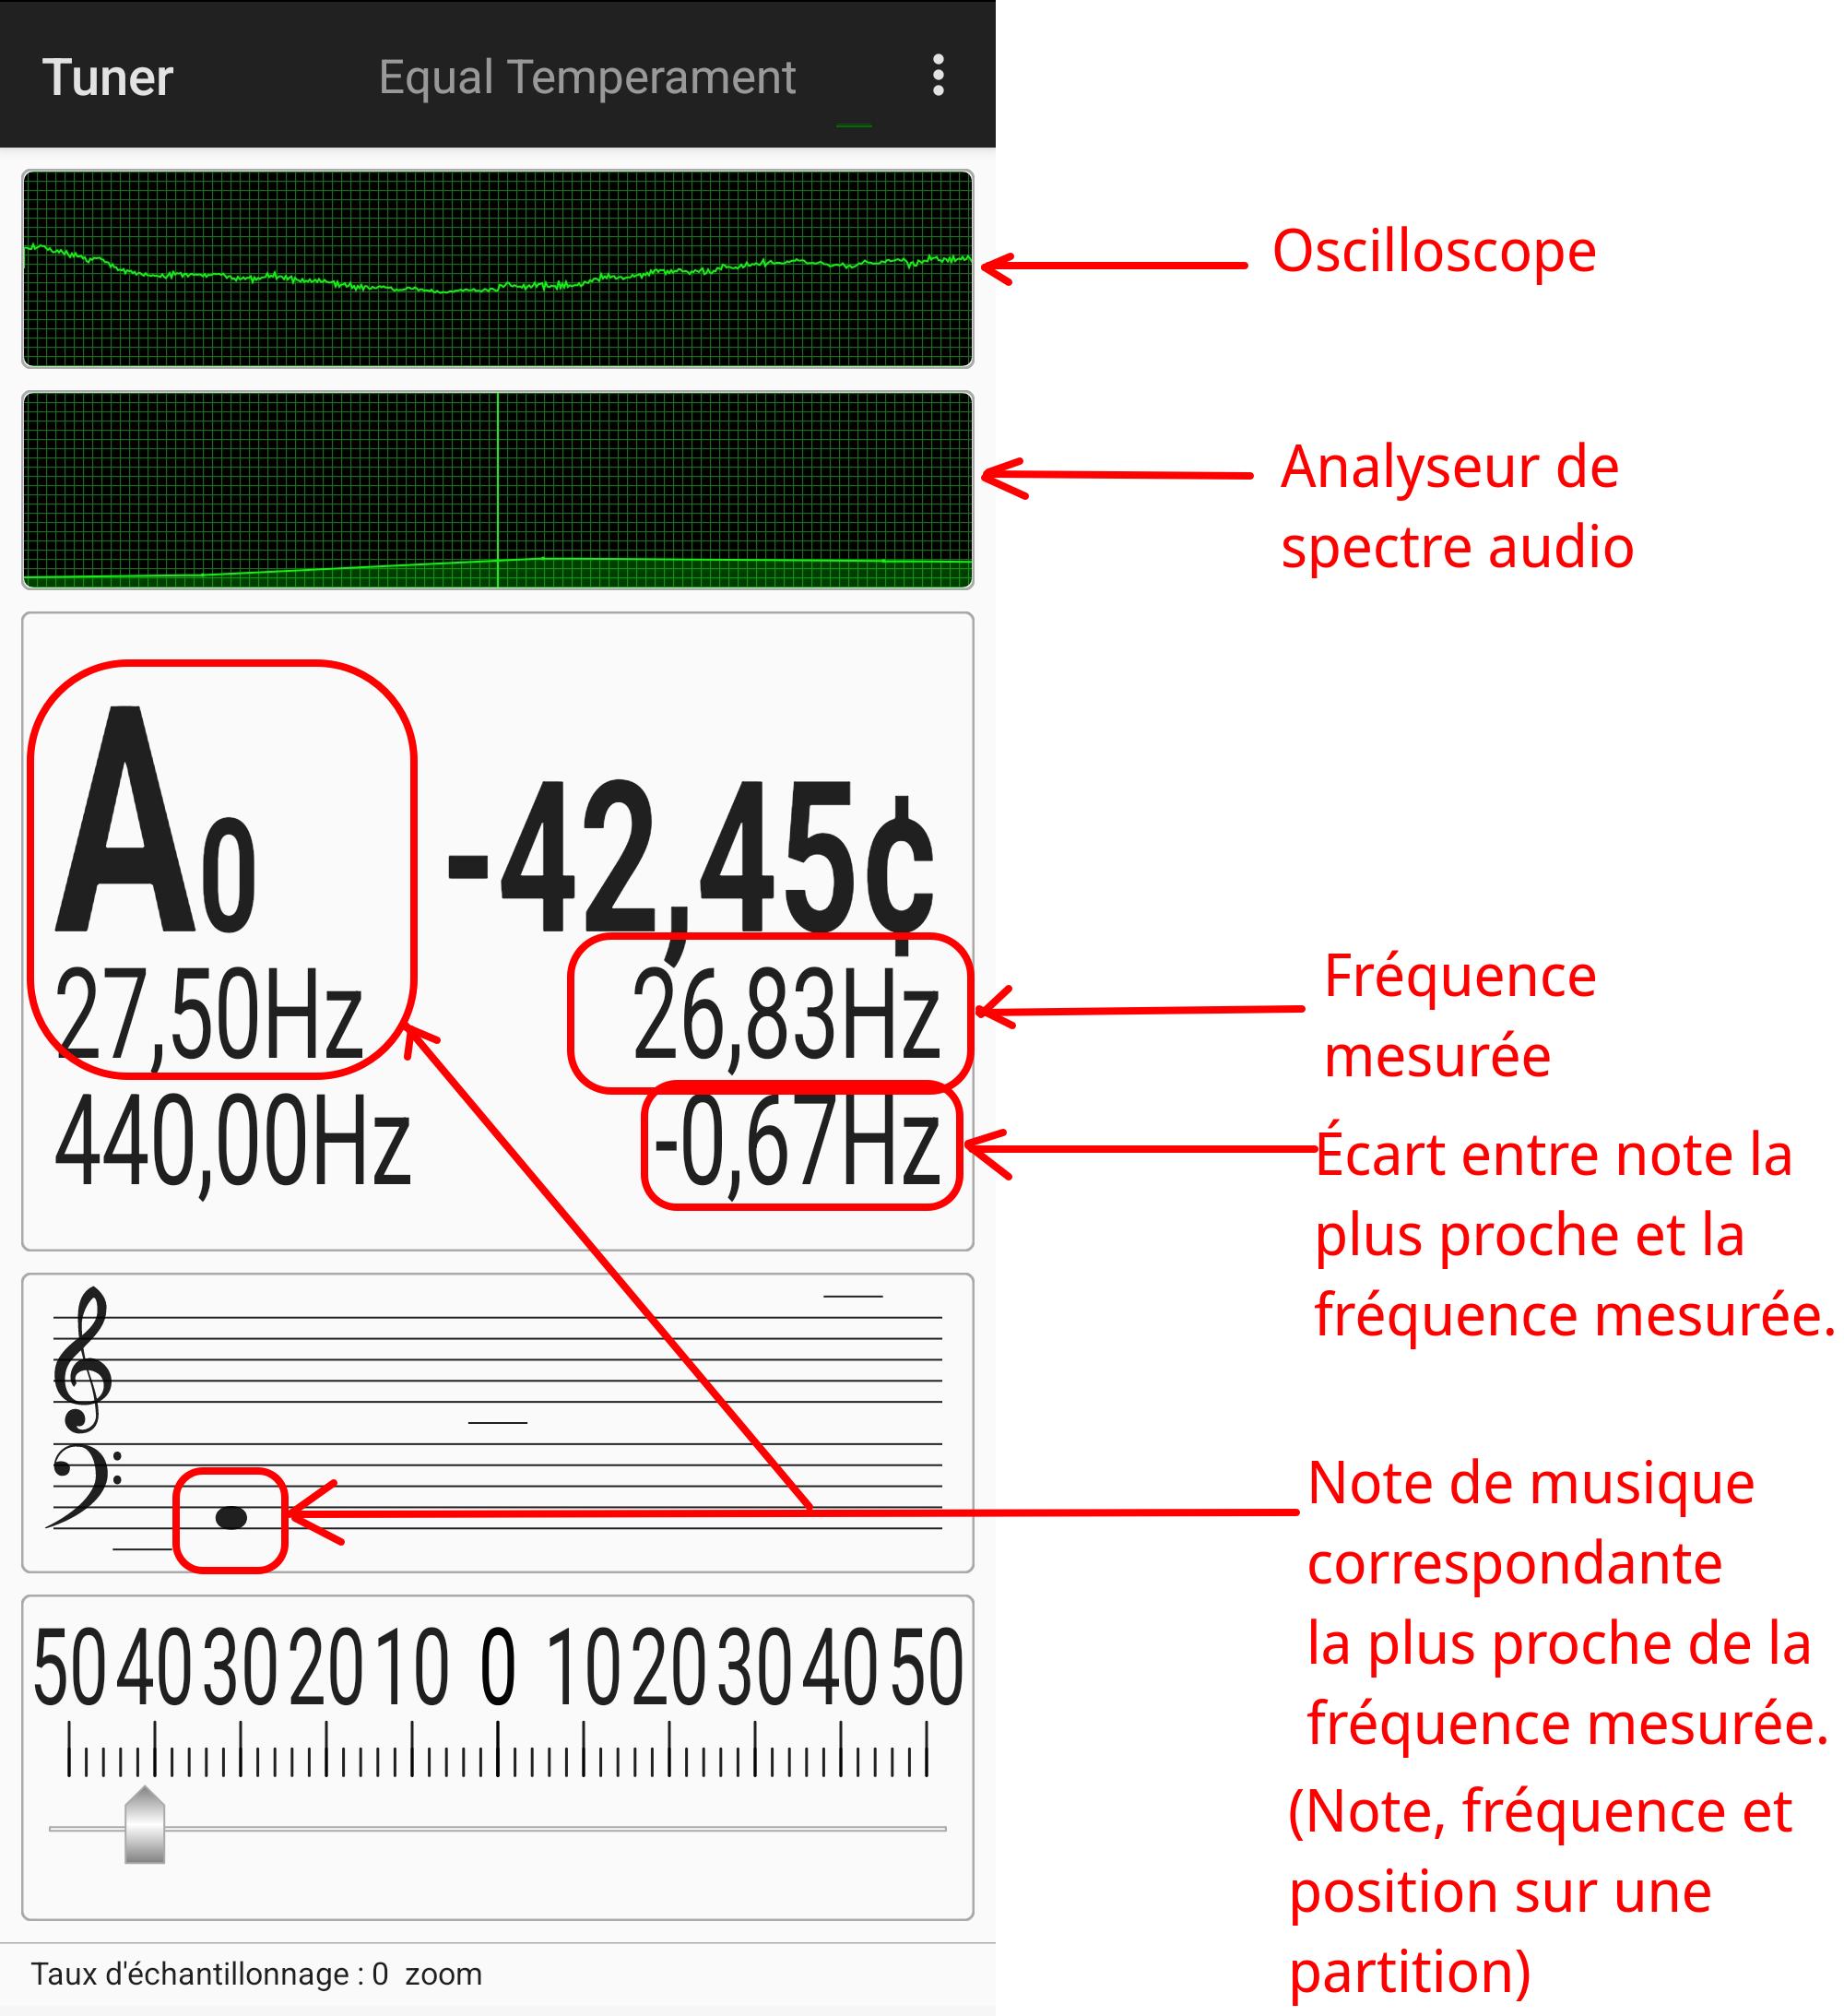 Tuner Equal Temperament
Oscilloscope
Analyseur de
spectre audio
A0 -42,45¢
27,50Hz 26,83Hz
440,00Hz -0,67Hz
Fréquence
mesurée
Écart entre note la
plus proche et la
fréquence mesurée.
Note de musique
correspondante
la plus proche de la
fréquence mesurée.
(Note, fréquence et
position sur une
partition)
50 40 30 20 10 0 10 20 30 40 50
Taux d'échantillonnage : 0 zoom